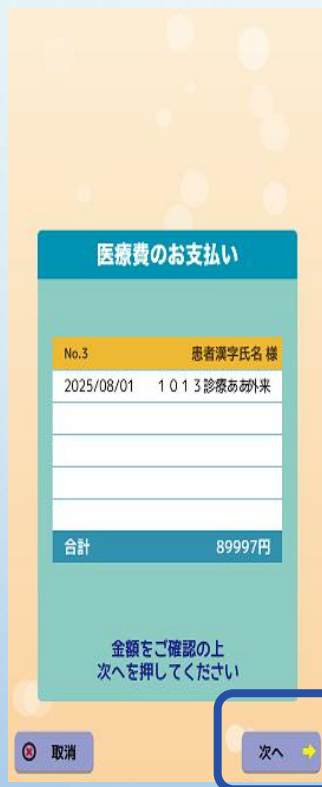 医療費のお支払い
No.3 患者漢字氏名 様
2025/08/01 1013診療ああ外来
合計 89997円
金額をご確認の上
次へを押してください
取消 次へ